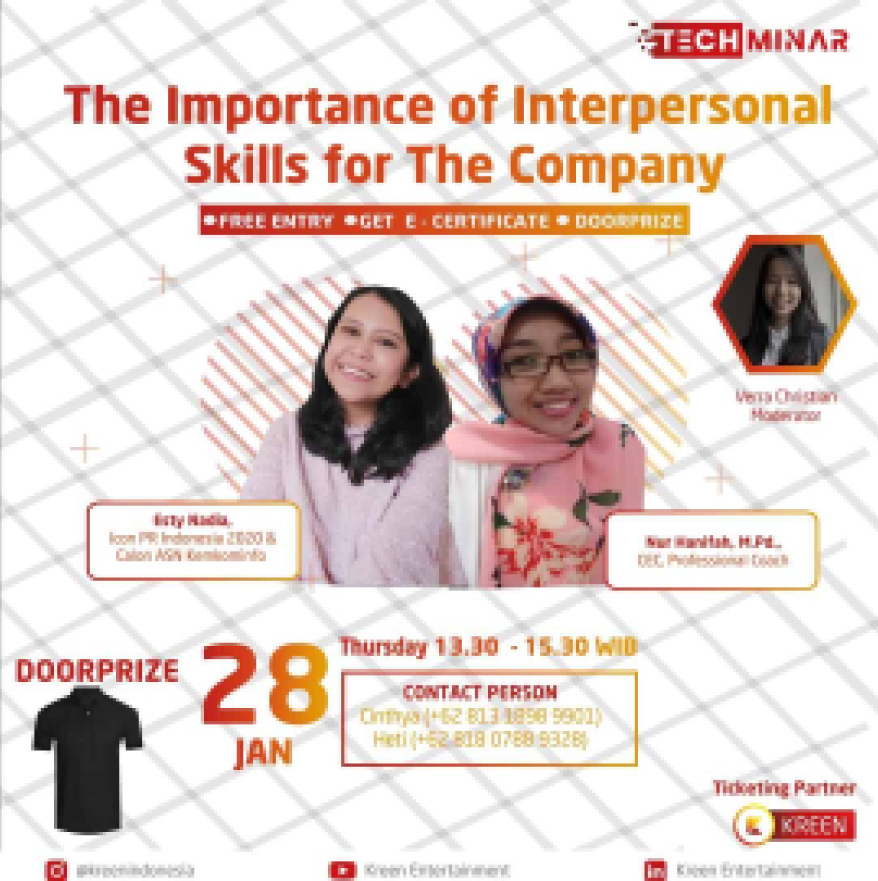 TECHMINAR
The Importance of Interpersonal
Skills for The Company
•FREE ENTRY •GET E - CERTIFICATE • DOORPRIZE
Verra Christian
Moderator
Esty Nadia,
Icon PR Indonesia 2020 &
Calon ASN Kemkominfo
Nur Hanifah, M.Pd.,
CEC, Professional Coach
DOORPRIZE
28
JAN
Thursday 13.30 - 15.30 WIB
CONTACT PERSON
Cinthya (+62 813 1898 9901)
Heti (+62 818 0788 9328)
Ticketing Partner
KREEN
@kreenindonesia
Kreen Entertainment
Kreen Entertainment